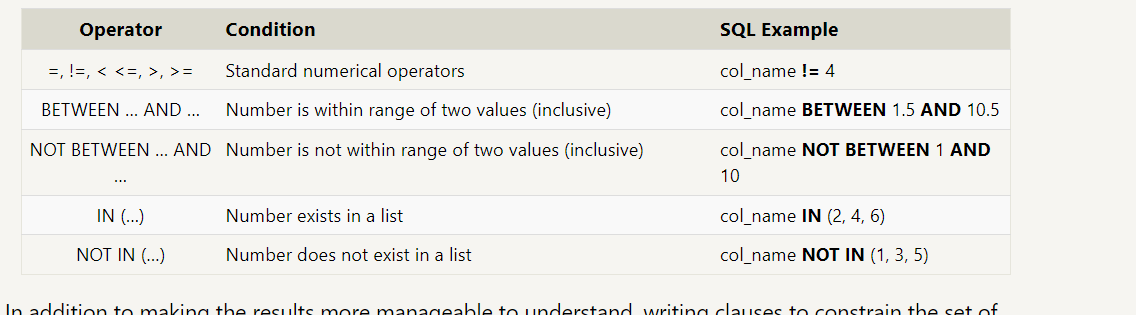 Operator Condition SQL Example
=, !=, < <=, >, >= Standard numerical operators col_name != 4
BETWEEN … AND … Number is within range of two values (inclusive) col_name BETWEEN 1.5 AND 10.5
NOT BETWEEN … AND Number is not within range of two values (inclusive) col_name NOT BETWEEN 1 AND
… 10
IN (…) Number exists in a list col_name IN (2, 4, 6)
NOT IN (…) Number does not exist in a list col_name NOT IN (1, 3, 5)
In addition to making the results more manageable to understand, writing clauses to constrain the set of